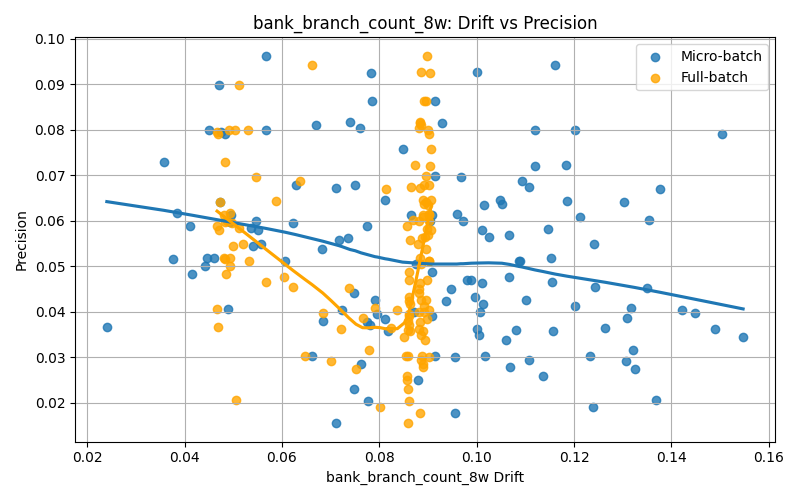 bank_branch_count_8w: Drift vs Precision
Micro-batch
Full-batch
Precision
0.10
0.09
0.08
0.07
0.06
0.05
0.04
0.03
0.02
0.02 0.04 0.06 0.08 0.10 0.12 0.14 0.16
bank_branch_count_8w Drift